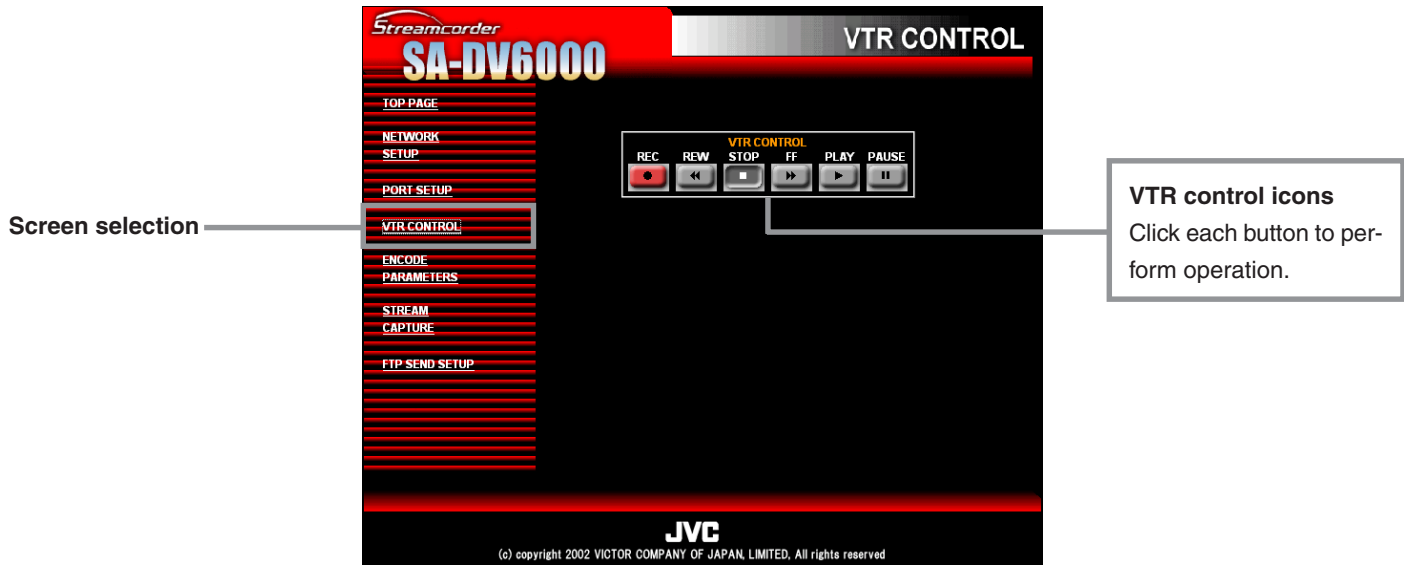 Streamcorder
SA-DV6000
VTR CONTROL
TOP PAGE
NETWORK
SETUP
PORT SETUP
VTR CONTROL
ENCODE
PARAMETERS
STREAM
CAPTURE
FTP SEND SETUP
VTR CONTROL
REC REW STOP FF PLAY PAUSE
Screen selection
VTR control icons
Click each button to per-
form operation.
JVC
(c) copyright 2002 VICTOR COMPANY OF JAPAN, LIMITED, All rights reserved